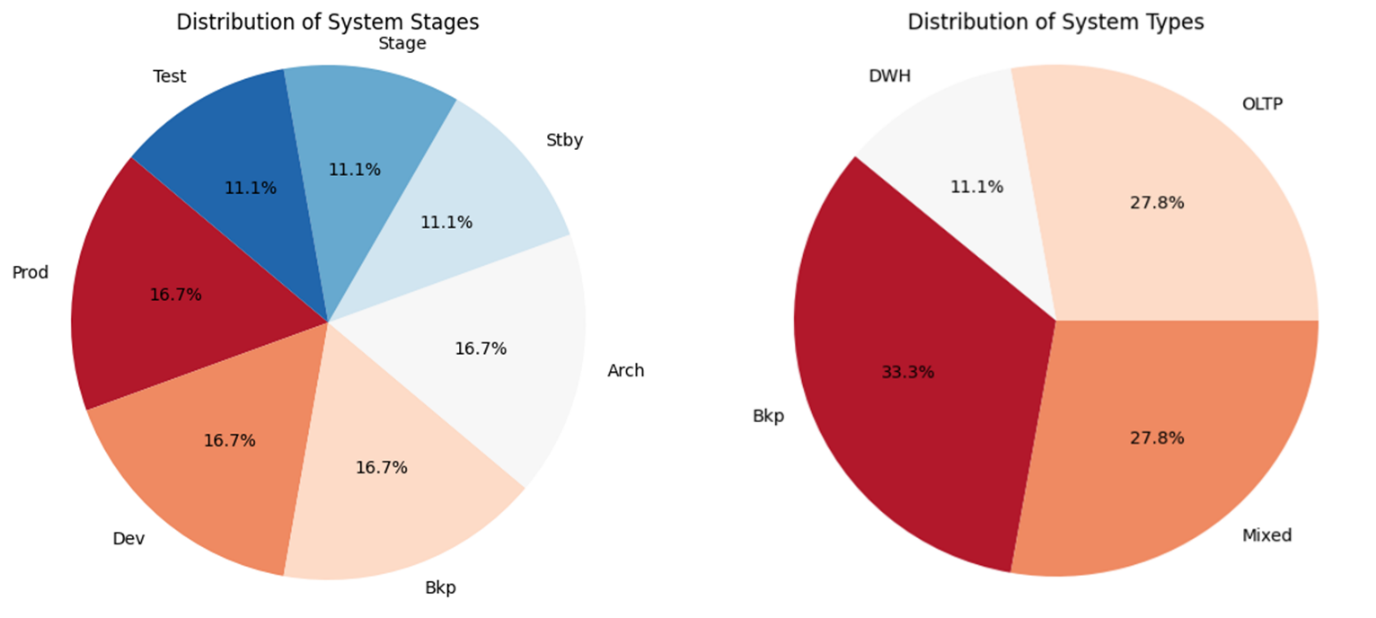 Distribution of System Stages
Stage
Test
Stby
11.1%
11.1%
11.1%
Prod
16.7%
16.7%
Arch
16.7%
16.7%
Dev
Bkp
Distribution of System Types
DWH
OLTP
11.1%
27.8%
33.3%
Bkp
27.8%
Mixed